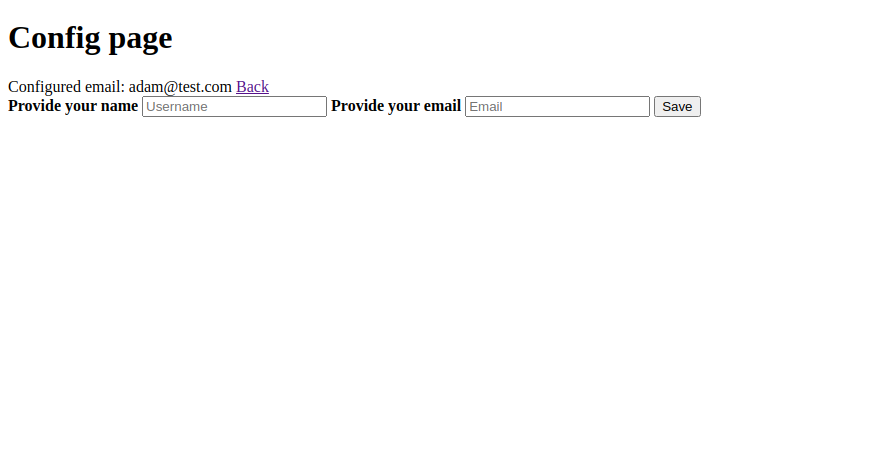 Config page
Configured email: adam@test.com Back
Provide your name Username Provide your email Email Save